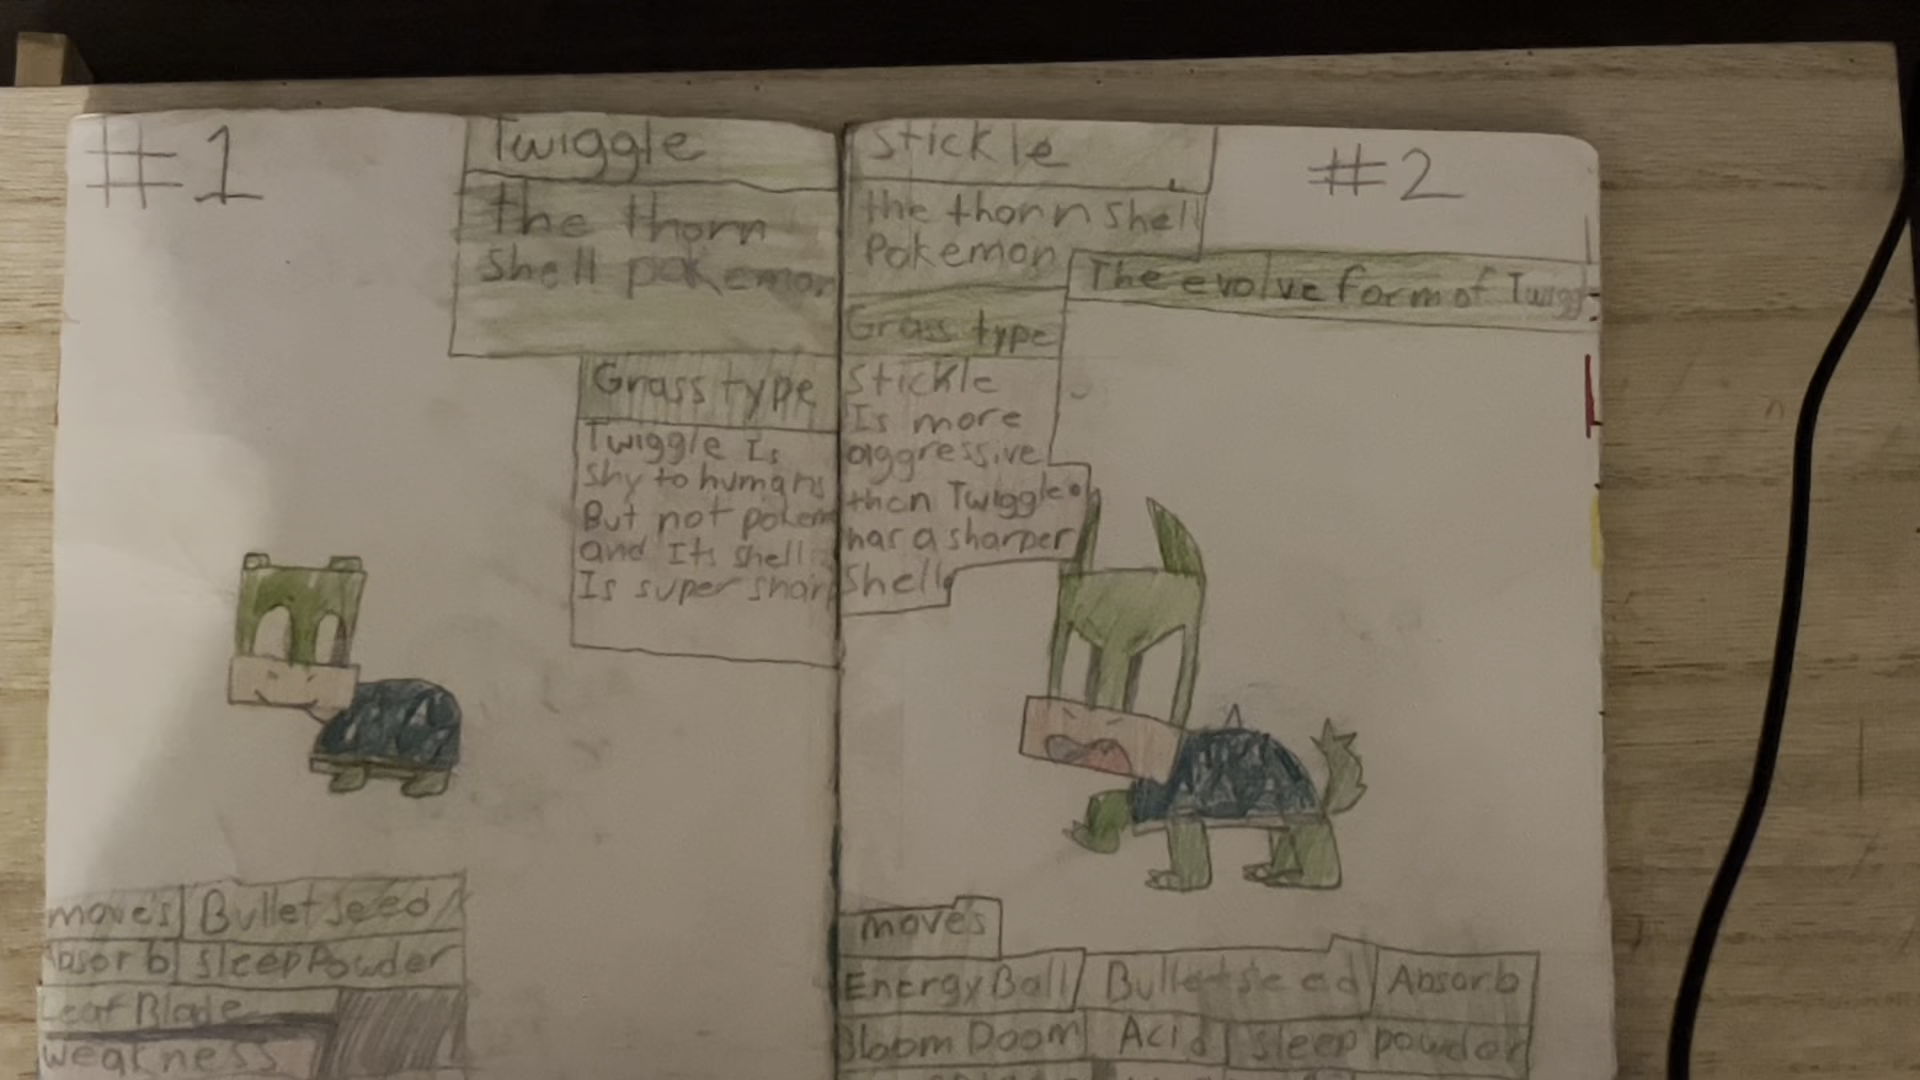 #1
Twiggle
the thorn
Shell pokemon
Grass type
Twiggle Is
shy to humans
But not pokem
and Its shell
Is super sharp
moves Bullet seed
Absorb sleep Powder
Leaf Blade
weakness
Stickle
#2
the thorn shell
Pokemon
The evolve form of Twigg
Grass type
Stickle
Is more
aggressive
than Twiggle
has a sharper
Shell
moves
Energy Ball Bullet seed Absorb
Bloom Doom Acid sleep powder